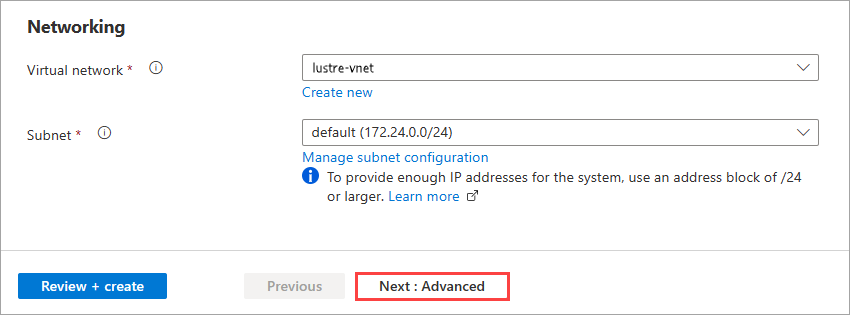 Networking
Virtual network *
lustre-vnet
Create new
Subnet *
default (172.24.0.0/24)
Manage subnet configuration
To provide enough IP addresses for the system, use an address block of /24
or larger. Learn more
Review + create
Previous
Next : Advanced